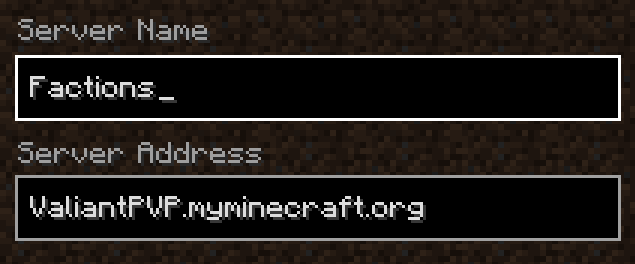 Server Name
Factions_
Server Address
ValiantPVP.myminecraft.org